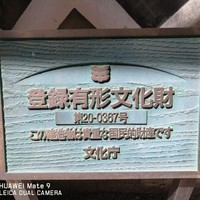 登録有形文化財
第20-0387号
この建造物は貴重な国民的財産です
文化庁
HUAWEI Mate 9
LEICA DUAL CAMERA